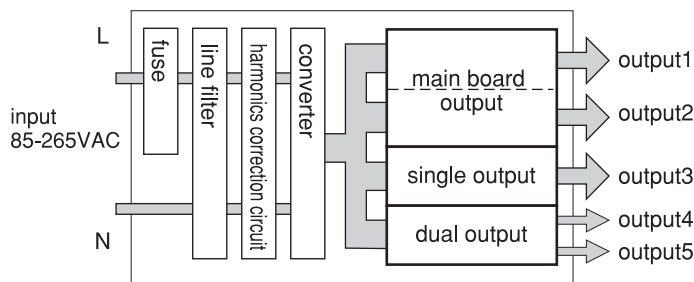 L
input
85-265VAC
N
fuse
line filter
harmonics correction circuit
converter
main board
output
single output
dual output
output1
output2
output3
output4
output5